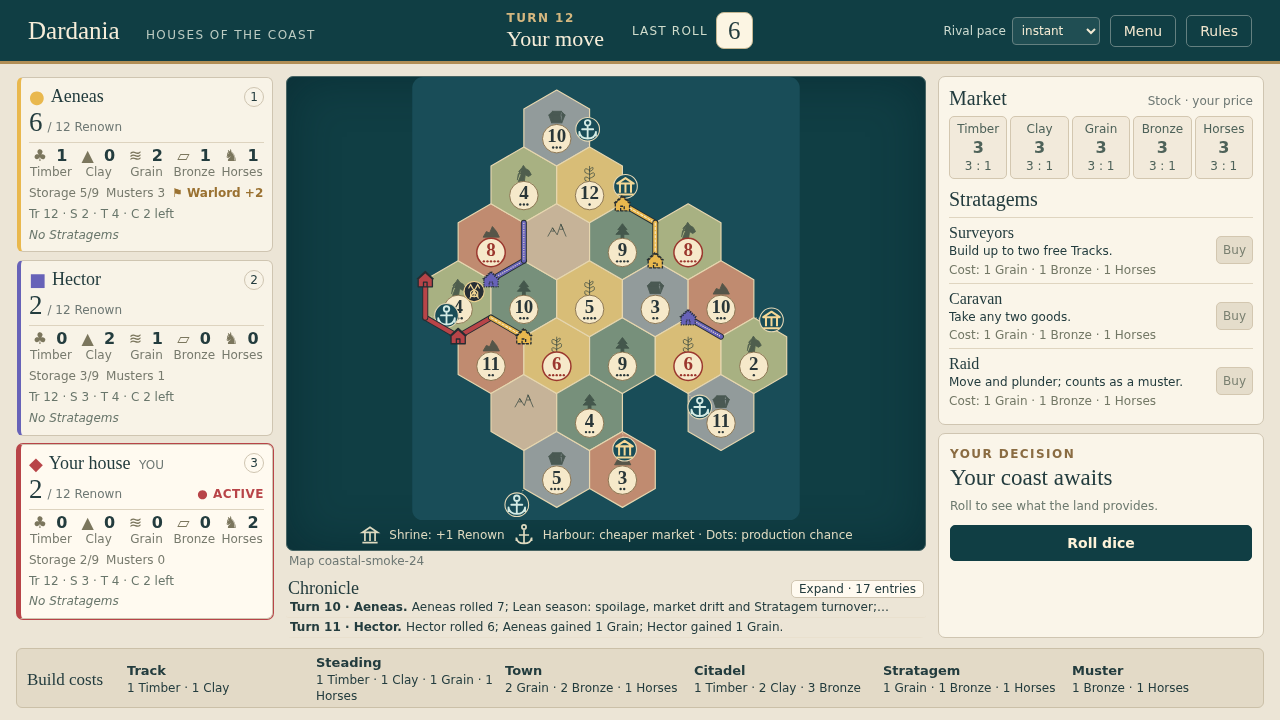 Dardania
HOUSES OF THE COAST
TURN 12
Your move
LAST ROLL 6
Rival pace instant Menu Rules
Aeneas 1
6 / 12 Renown
1 0 2 1 1
Timber Clay Grain Bronze Horses
Storage 5/9 Musters 3 ⚑ Warlord +2
Tr 12 · S 2 · T 4 · C 2 left
No Stratagems
Hector 2
2 / 12 Renown
0 2 1 0 0
Timber Clay Grain Bronze Horses
Storage 3/9 Musters 1
Tr 12 · S 3 · T 4 · C 2 left
No Stratagems
Your house YOU 3
2 / 12 Renown ● ACTIVE
0 0 0 0 2
Timber Clay Grain Bronze Horses
Storage 2/9 Musters 0
Tr 12 · S 3 · T 4 · C 2 left
No Stratagems
10
4 12
8 9 8
4 10 5 3 10
11 6 9 6 2
4 11
5 3
Shrine: +1 Renown Harbour: cheaper market · Dots: production chance
Map coastal-smoke-24
Chronicle Expand · 17 entries
Turn 10 · Aeneas. Aeneas rolled 7; Lean season: spoilage, market drift and Stratagem turnover;…
Turn 11 · Hector. Hector rolled 6; Aeneas gained 1 Grain; Hector gained 1 Grain.
Market Stock · your price
Timber Clay Grain Bronze Horses
3 3 3 3 3
3 : 1 3 : 1 3 : 1 3 : 1 3 : 1
Stratagems
Surveyors
Build up to two free Tracks.
Cost: 1 Grain · 1 Bronze · 1 Horses
Buy
Caravan
Take any two goods.
Cost: 1 Grain · 1 Bronze · 1 Horses
Buy
Raid
Move and plunder; counts as a muster.
Cost: 1 Grain · 1 Bronze · 1 Horses
Buy
YOUR DECISION
Your coast awaits
Roll to see what the land provides.
Roll dice
Build costs
Track
1 Timber · 1 Clay
Steading
1 Timber · 1 Clay · 1 Grain · 1
Horses
Town
2 Grain · 2 Bronze · 1 Horses
Citadel
1 Timber · 2 Clay · 3 Bronze
Stratagem
1 Grain · 1 Bronze · 1 Horses
Muster
1 Bronze · 1 Horses